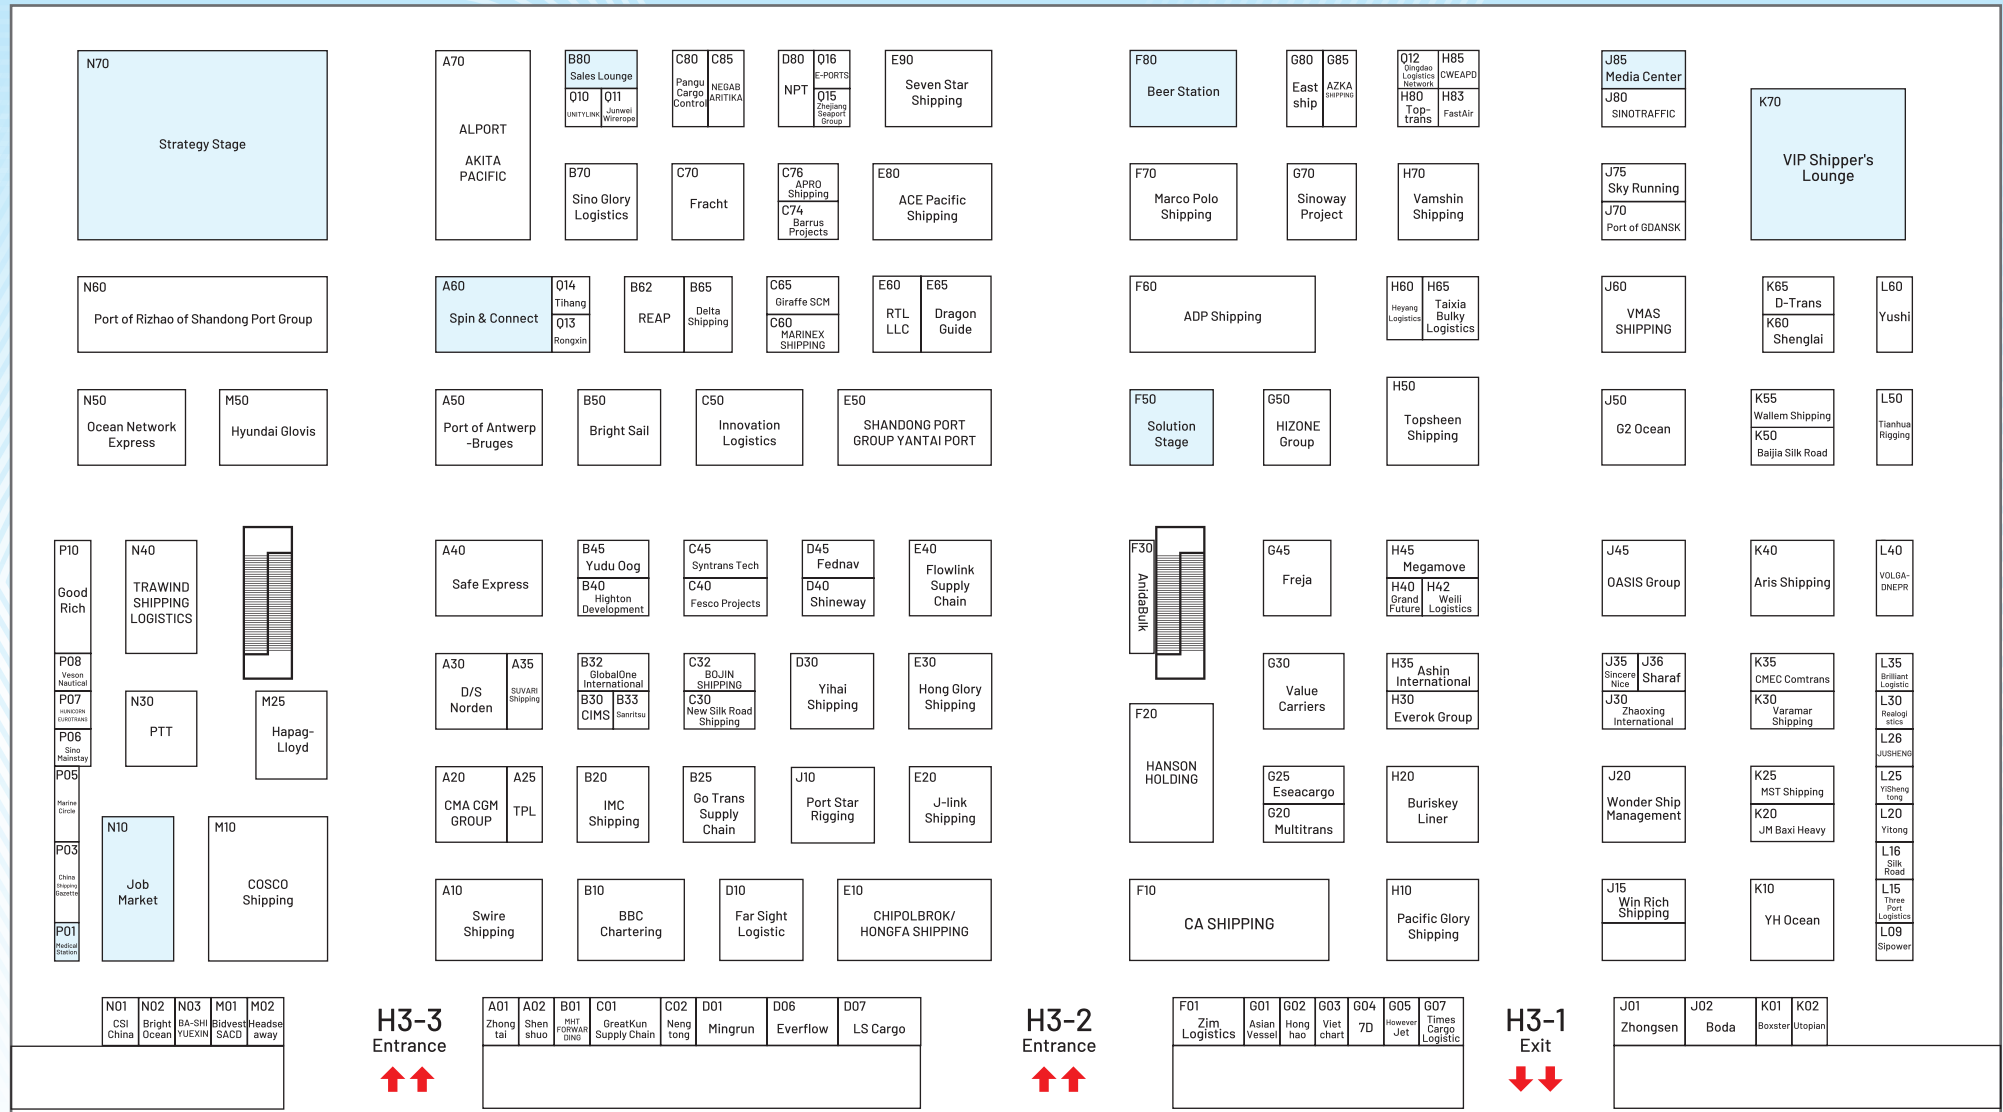 N70
Strategy Stage
A70
ALPORT
AKITA
PACIFIC
B80
Sales Lounge
Q10
UNITYLINK
Q11
Junwei
Wirerope
C80
Pangu
Cargo
Control
C85
NEGAB
ARITIKA
D80
NPT
Q16
E-PORTS
Q15
Zhejiang
Seaport
Group
E90
Seven Star
Shipping
F80
Beer Station
G80
East
ship
G85
AZKA
SHIPPING
Q12
Qingdao
Logistics
Network
H85
CWEAPD
H80
Top-
trans
H83
FastAir
J85
Media Center
J80
SINOTRAFFIC
K70
VIP Shipper's
Lounge
B70
Sino Glory
Logistics
C70
Fracht
C76
APRO
Shipping
C74
Barrus
Projects
E80
ACE Pacific
Shipping
F70
Marco Polo
Shipping
G70
Sinoway
Project
H70
Vamshin
Shipping
J75
Sky Running
J70
Port of GDANSK
N60
Port of Rizhao of Shandong Port Group
A60
Spin & Connect
Q14
Tihang
Q13
Rongxin
B62
REAP
B65
Delta
Shipping
C65
Giraffe SCM
C60
MARINEX
SHIPPING
E60
RTL
LLC
E65
Dragon
Guide
F60
ADP Shipping
H60
Heyang
Logistics
H65
Taixia
Bulky
Logistics
J60
VMAS
SHIPPING
K65
D-Trans
K60
Shenglai
L60
Yushi
N50
Ocean Network
Express
M50
Hyundai Glovis
A50
Port of Antwerp
-Bruges
B50
Bright Sail
C50
Innovation
Logistics
E50
SHANDONG PORT
GROUP YANTAI PORT
F50
Solution
Stage
G50
HIZONE
Group
H50
Topsheen
Shipping
J50
G2 Ocean
K55
Wallem Shipping
K50
Baijia Silk Road
L50
Tianhua
Rigging
P10
Good
Rich
N40
TRAWIND
SHIPPING
LOGISTICS
A40
Safe Express
B45
Yudu Oog
B40
Highton
Development
C45
Syntrans Tech
C40
Fesco Projects
D45
Fednav
D40
Shineway
E40
Flowlink
Supply
Chain
F30
AnidaBulk
G45
Freja
H45
Megamove
H40
Grand
Future
H42
Weili
Logistics
J45
OASIS Group
K40
Aris Shipping
L40
VOLGA-
DNEPR
P08
Veson
Nautical
P07
HUNICORN
EUROTRANS
P06
Sino
Mainstay
N30
PTT
M25
Hapag-
Lloyd
A30
D/S
Norden
A35
SUVARI
Shipping
B32
GlobalOne
International
B30
CIMS
B33
Sanritsu
C32
BOJIN
SHIPPING
C30
New Silk Road
Shipping
D30
Yihai
Shipping
E30
Hong Glory
Shipping
F20
HANSON
HOLDING
G30
Value
Carriers
H35
Ashin
International
H30
Everok Group
J35
Sincere
Nice
J36
Sharaf
J30
Zhaoxing
International
K35
CMEC Comtrans
K30
Varamar
Shipping
L35
Brilliant
Logistic
L30
Realogi
stics
L26
JUSHENG
P05
Marine
Circle
P03
China
Shipping
Gazette
P01
Medical
Station
N10
Job
Market
M10
COSCO
Shipping
A20
CMA CGM
GROUP
A25
TPL
B20
IMC
Shipping
B25
Go Trans
Supply
Chain
J10
Port Star
Rigging
E20
J-link
Shipping
G25
Eseacargo
G20
Multitrans
H20
Buriskey
Liner
J20
Wonder Ship
Management
K25
MST Shipping
K20
JM Baxi Heavy
L25
YiSheng
tong
L20
Yitong
L16
Silk
Road
A10
Swire
Shipping
B10
BBC
Chartering
D10
Far Sight
Logistic
E10
CHIPOLBROK/
HONGFA SHIPPING
F10
CA SHIPPING
H10
Pacific Glory
Shipping
J15
Win Rich
Shipping
K10
YH Ocean
L15
Three
Port
Logistics
L09
Sipower
N01
CSI
China
N02
Bright
Ocean
N03
BA-SHI
YUEXIN
M01
Bidvest
SACD
M02
Headse
away
H3-3
Entrance
A01
Zhong
tai
A02
Shen
shuo
B01
MHT
FORWAR
DING
C01
GreatKun
Supply Chain
C02
Neng
tong
D01
Mingrun
D06
Everflow
D07
LS Cargo
H3-2
Entrance
F01
Zim
Logistics
G01
Asian
Vessel
G02
Hong
hao
G03
Viet
chart
G04
7D
G05
However
Jet
G07
Times
Cargo
Logistic
H3-1
Exit
J01
Zhongsen
J02
Boda
K01
Boxster
K02
Utopian